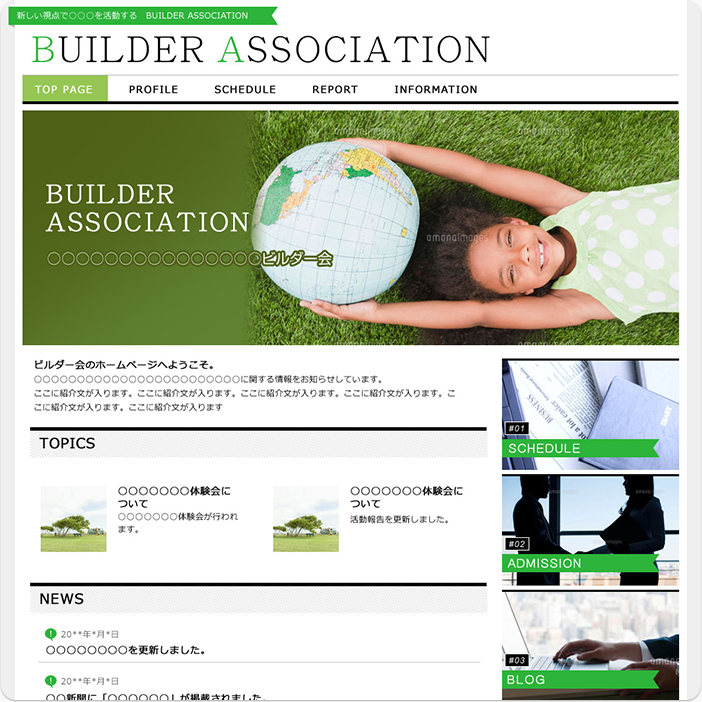 新しい視点で○○○を活動する　BUILDER ASSOCIATION
BUILDER ASSOCIATION
TOP PAGE PROFILE SCHEDULE REPORT INFORMATION
amanaimages amanaimages
BUILDER
ASSOCIATION
amanaimages
○○○○○○○○○○○○○○○ビルダー会
amanaimages amanaimages
ビルダー会のホームページへようこそ。
○○○○○○○○○○○○○○○○○○○○○○○○に関する情報をお知らせしています。
ここに紹介文が入ります。ここに紹介文が入ります。ここに紹介文が入ります。ここに紹介文が入ります。こ
こに紹介文が入ります。ここに紹介文が入ります
TOPICS
○○○○○○○体験会に
ついて
○○○○○○○体験会が行われ
ます。
○○○○○○○体験会に
ついて
活動報告を更新しました。
NEWS
20**年*月*日
○○○○○○○○を更新しました。
20**年*月*日
○○新聞に「○○○○○○」が掲載されました。
BUSINESS
DIARY
#01
SCHEDULE
#02
ADMISSION
#03
BLOG